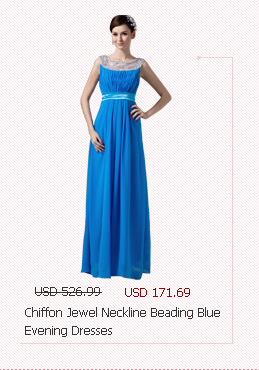 USD 526.99 USD 171.69
Chiffon Jewel Neckline Beading Blue
Evening Dresses